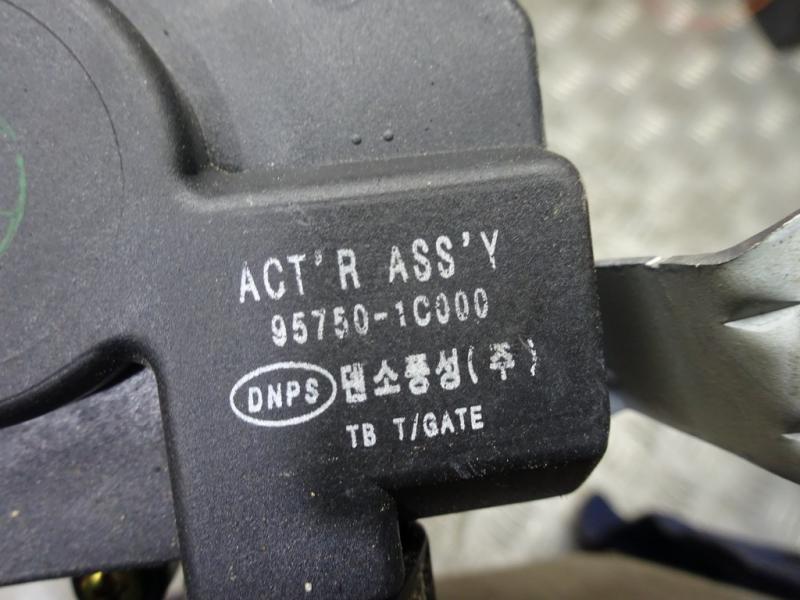 ACT'R ASS'Y
95750-1C000
DNPS 덴소풍성(주)
TB T/GATE